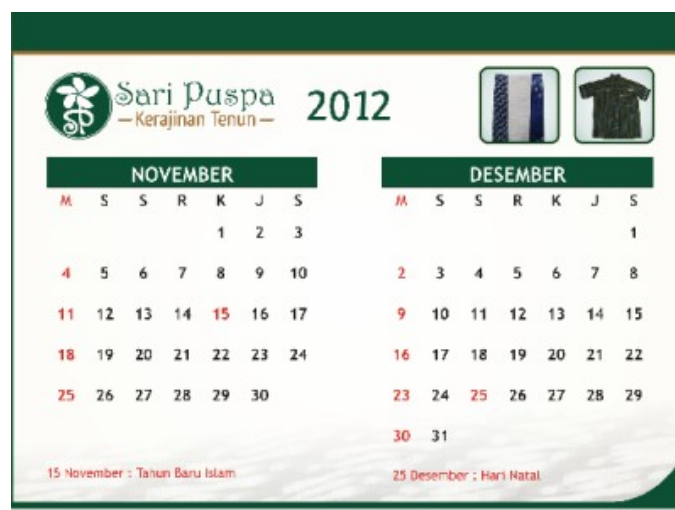 Sari Puspa
—Kerajinan Tenun—
2012
NOVEMBER
M S S R K J S
1 2 3
4 5 6 7 8 9 10
11 12 13 14 15 16 17
18 19 20 21 22 23 24
25 26 27 28 29 30
15 November : Tahun Baru Islam
DESEMBER
M S S R K J S
1
2 3 4 5 6 7 8
9 10 11 12 13 14 15
16 17 18 19 20 21 22
23 24 25 26 27 28 29
30 31
25 Desember : Hari Natal